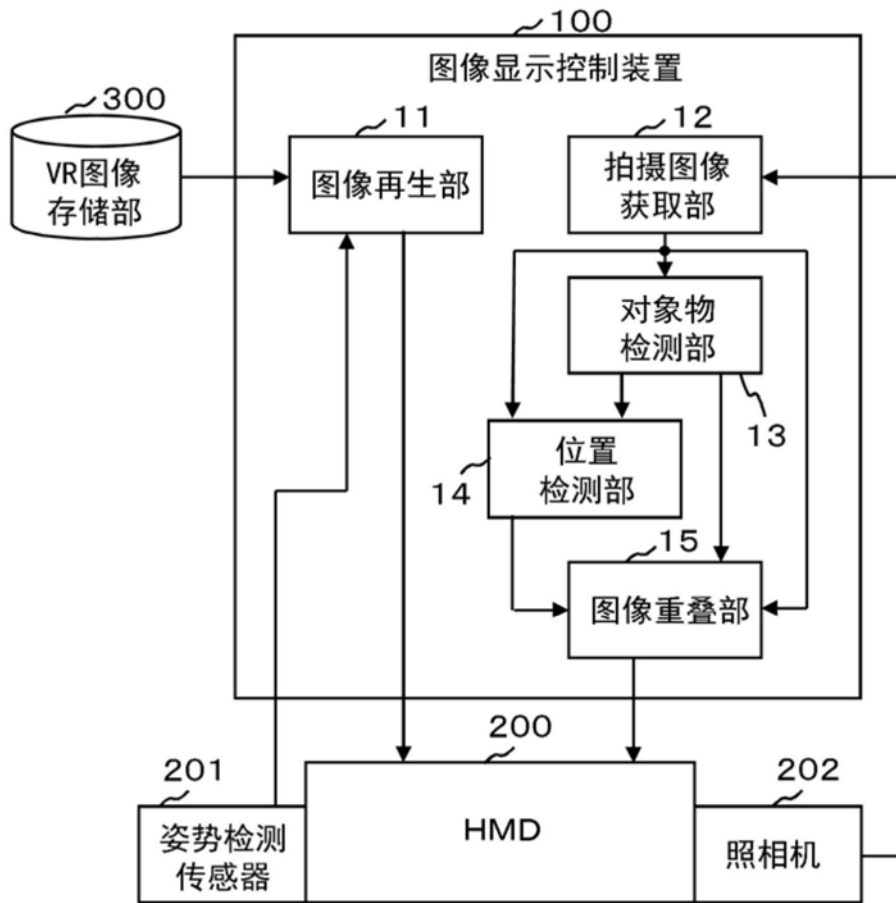 100
图像显示控制装置
300
VR图像
存储部
11
图像再生部
12
拍摄图像
获取部
对象物
检测部
13
14
位置
检测部
15
图像重叠部
200
HMD
201
姿势检测
传感器
202
照相机